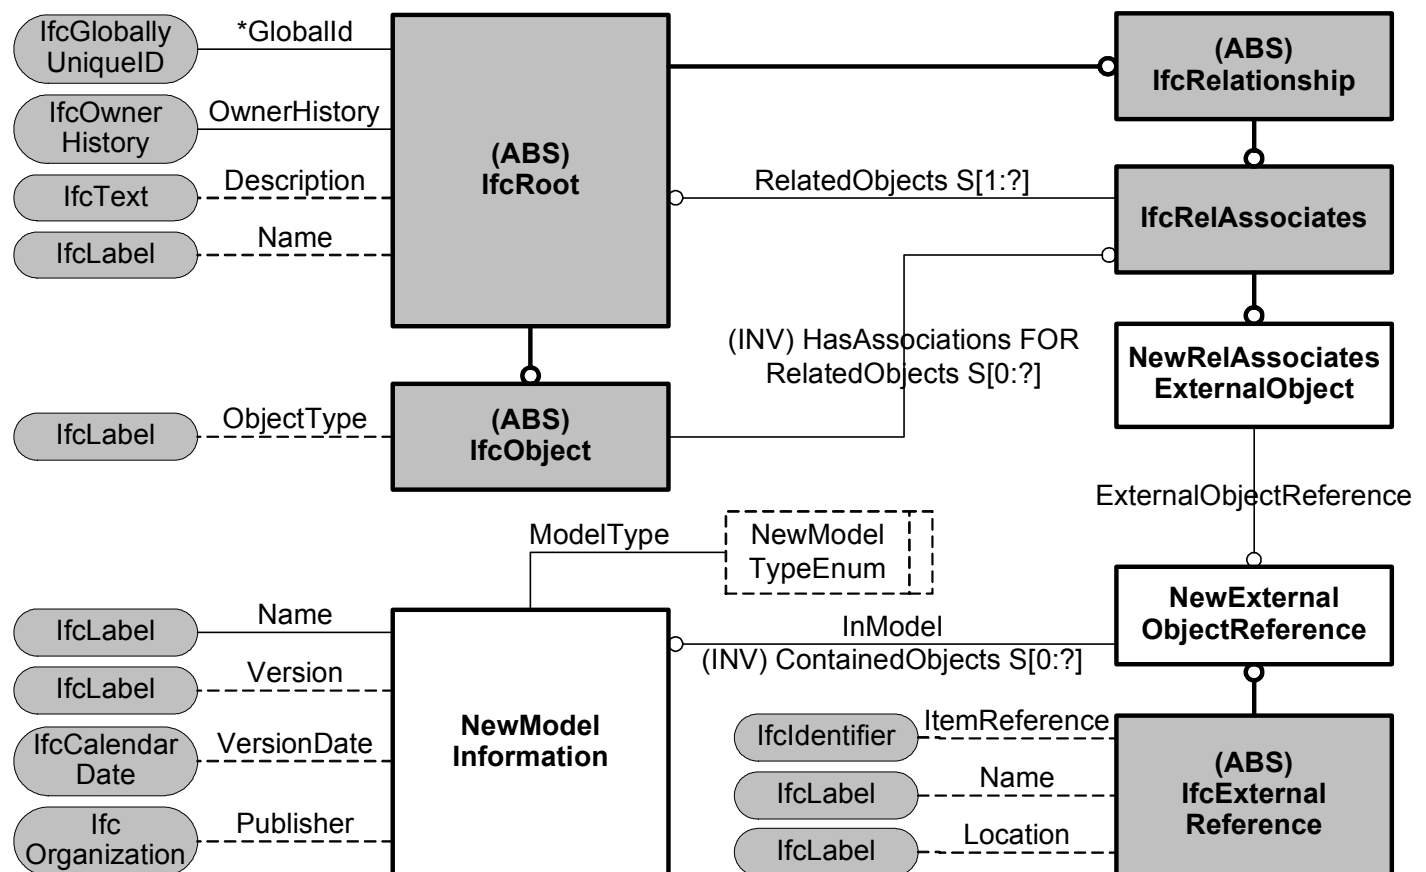 IfcGlobally
UniqueID
*GlobalId
IfcOwner
History
OwnerHistory
IfcText
Description
IfcLabel
Name
(ABS)
IfcRoot
(ABS)
IfcRelationship
RelatedObjects S[1:?]
IfcRelAssociates
(INV) HasAssociations FOR
RelatedObjects S[0:?]
NewRelAssociates
ExternalObject
IfcLabel
ObjectType
(ABS)
IfcObject
ExternalObjectReference
ModelType
NewModel
TypeEnum
NewExternal
ObjectReference
InModel
(INV) ContainedObjects S[0:?]
IfcLabel
Name
IfcLabel
Version
IfcCalendar
Date
VersionDate
Ifc
Organization
Publisher
NewModel
Information
IfcIdentifier
ItemReference
IfcLabel
Name
IfcLabel
Location
(ABS)
IfcExternal
Reference